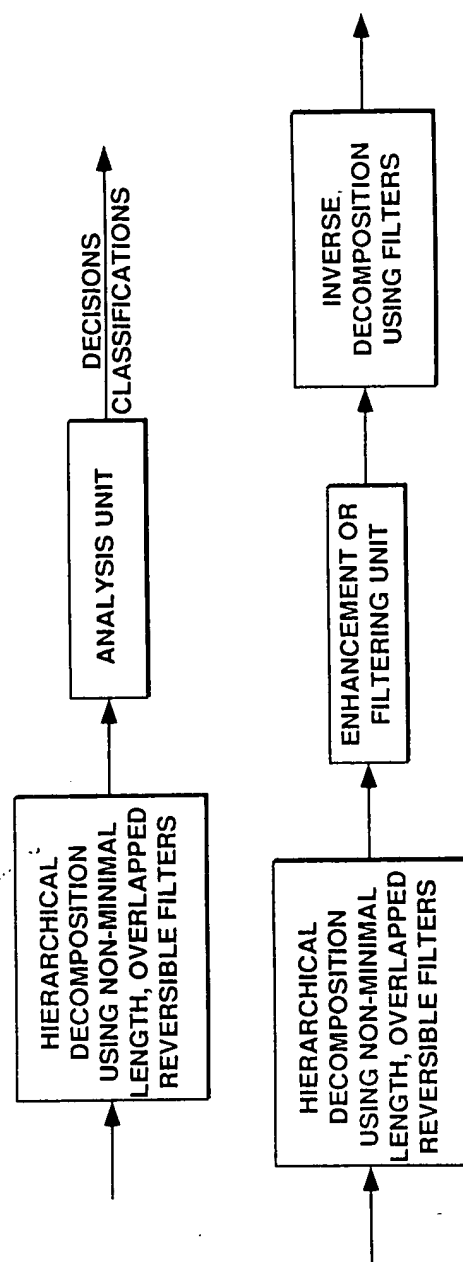 HIERARCHICAL
DECOMPOSITION
USING NON-MINIMAL
LENGTH, OVERLAPPED
REVERSIBLE FILTERS
ANALYSIS UNIT
DECISIONS
CLASSIFICATIONS
HIERARCHICAL
DECOMPOSITION
USING NON-MINIMAL
LENGTH, OVERLAPPED
REVERSIBLE FILTERS
ENHANCEMENT OR
FILTERING UNIT
INVERSE
DECOMPOSITION
USING FILTERS